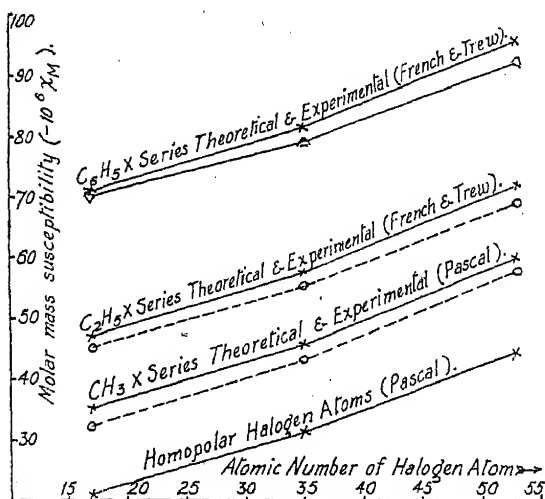 100
90
80
70
60
50
40
30
Molar mass susceptibility (-10⁶ χM).
C6H5X Series Theoretical & Experimental (French & Trew).
C2H5X Series Theoretical & Experimental (French & Trew).
CH3 X Series Theoretical & Experimental (Pascal).
Homopolar Halogen Atoms (Pascal).
Atomic Number of Halogen Atom
15 20 25 30 35 40 45 50 55